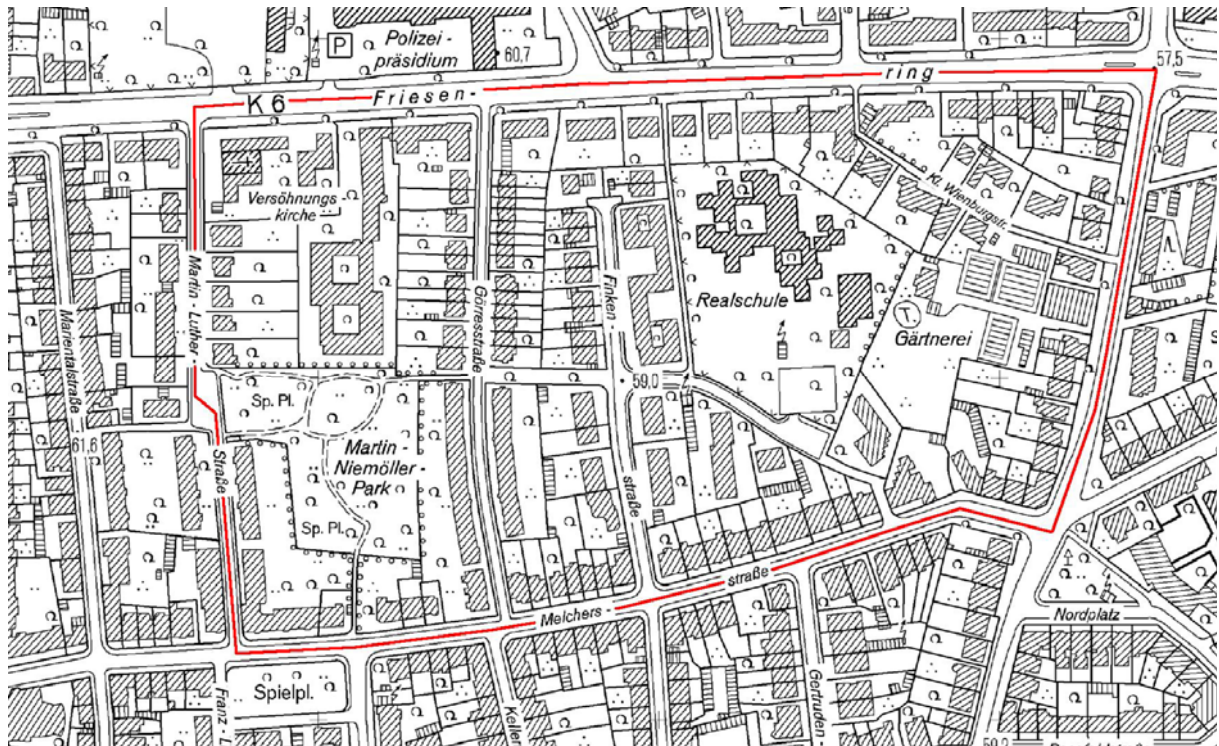 P
Polizei -
präsidium
60,7
57,5
K 6
Friesen-
ring
Versöhnungs -
kirche
Kl. Wienburgstr.
Martin - Luther -
Straße
Marientalstraße
Görresstraße
Finken -
straße
Realschule
T.
Gärtnerei
59,0
Sp. Pl.
Martin -
Niemöller -
Park
Sp. Pl.
61,6
Melchers -
straße
Nordplatz
Spielpl.
Franz - L
Keller
Gertruden -